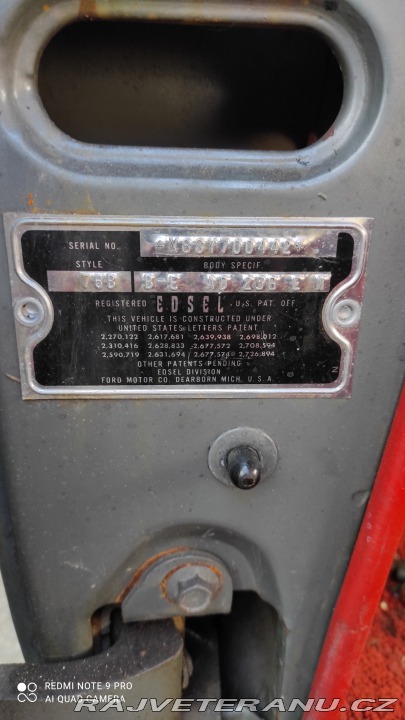 SERIAL NO.
STYLE BODY SPECIF.
REGISTERED EDSEL U.S. PAT. OFF.
THIS VEHICLE IS CONSTRUCTED UNDER
UNITED STATES LETTERS PATENT
2,270,122 2,617,681 2,639,938 2,698,012
2,310,416 2,628,833 2,677,572 2,708,594
2,590,719 2,631,694 2,677,574 2,726,894
OTHER PATENTS PENDING
EDSEL DIVISION
FORD MOTOR CO. DEARBORN MICH. U.S.A.
REDMI NOTE 9 PRO
AI QUAD CAMERA
RAJVETERANU.CZ